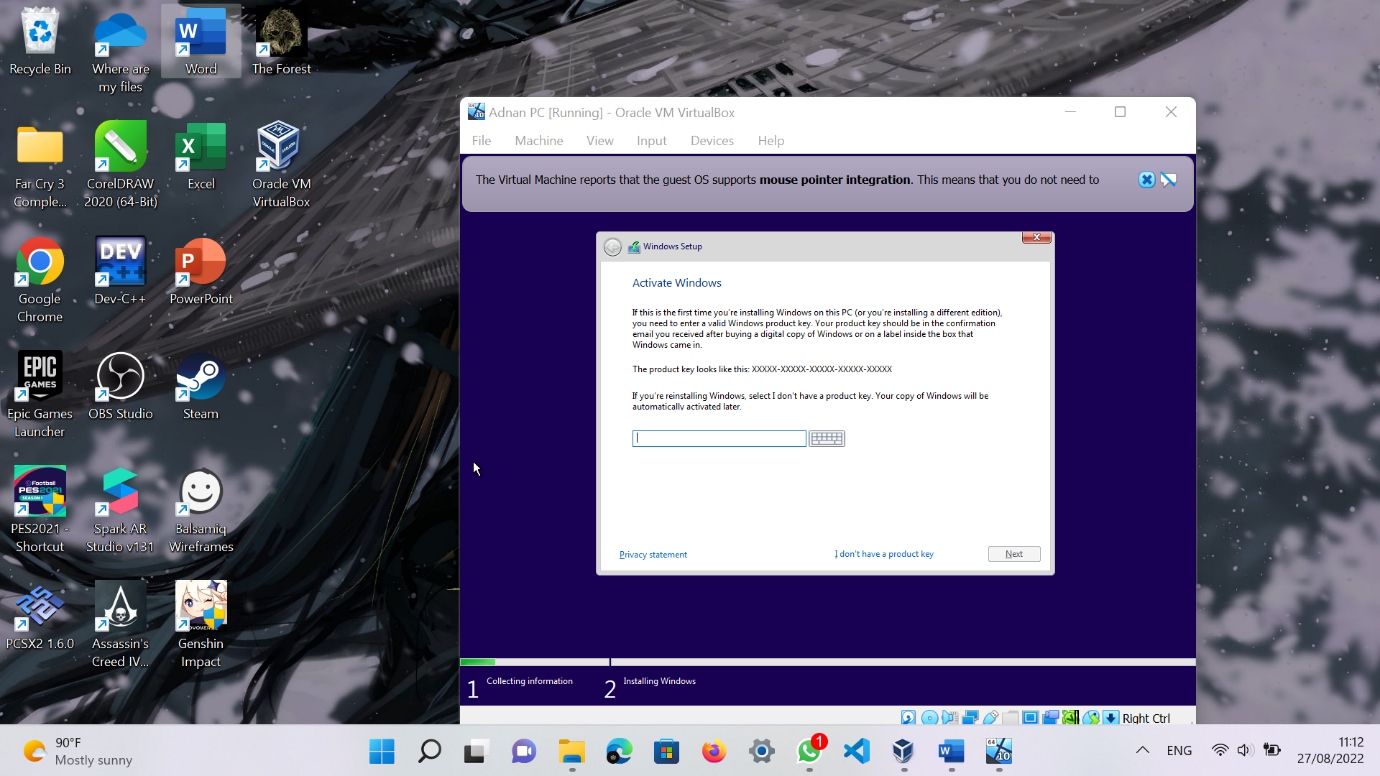 Recycle Bin
Where are
my files
Word
The Forest
Far Cry 3
Comple...
CorelDRAW
2020 (64-Bit)
Excel
Oracle VM
VirtualBox
Google
Chrome
DEV
C++
Dev-C++
PowerPoint
EPIC
GAMES
Epic Games
Launcher
OBS Studio
Steam
PES2021 -
Shortcut
Spark AR
Studio v131
Balsamiq
Wireframes
PCSX2 1.6.0
Assassin's
Creed IV...
Genshin
Impact
Adnan PC [Running] - Oracle VM VirtualBox
File Machine View Input Devices Help
The Virtual Machine reports that the guest OS supports mouse pointer integration. This means that you do not need to
Windows Setup
Activate Windows
If this is the first time you're installing Windows on this PC (or you're installing a different edition),
you need to enter a valid Windows product key. Your product key should be in the confirmation
email you received after buying a digital copy of Windows or on a label inside the box that
Windows came in.
The product key looks like this: XXXXX-XXXXX-XXXXX-XXXXX-XXXXX
If you're reinstalling Windows, select I don't have a product key. Your copy of Windows will be
automatically activated later.
Privacy statement
I don't have a product key
Next
1 Collecting information
2 Installing Windows
Right Ctrl
90°F
Mostly sunny
1
ENG
11:12
27/08/2022